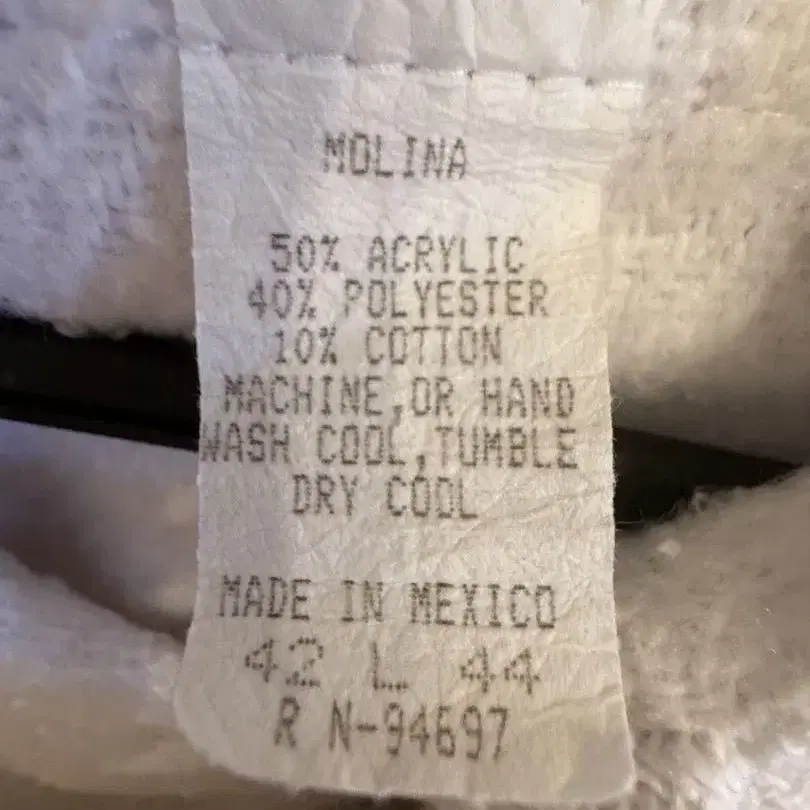 MOLINA
50% ACRYLIC
40% POLYESTER
10% COTTON
MACHINE,OR HAND
WASH COOL,TUMBLE
DRY COOL
MADE IN MEXICO
42 L 44
R N-94697